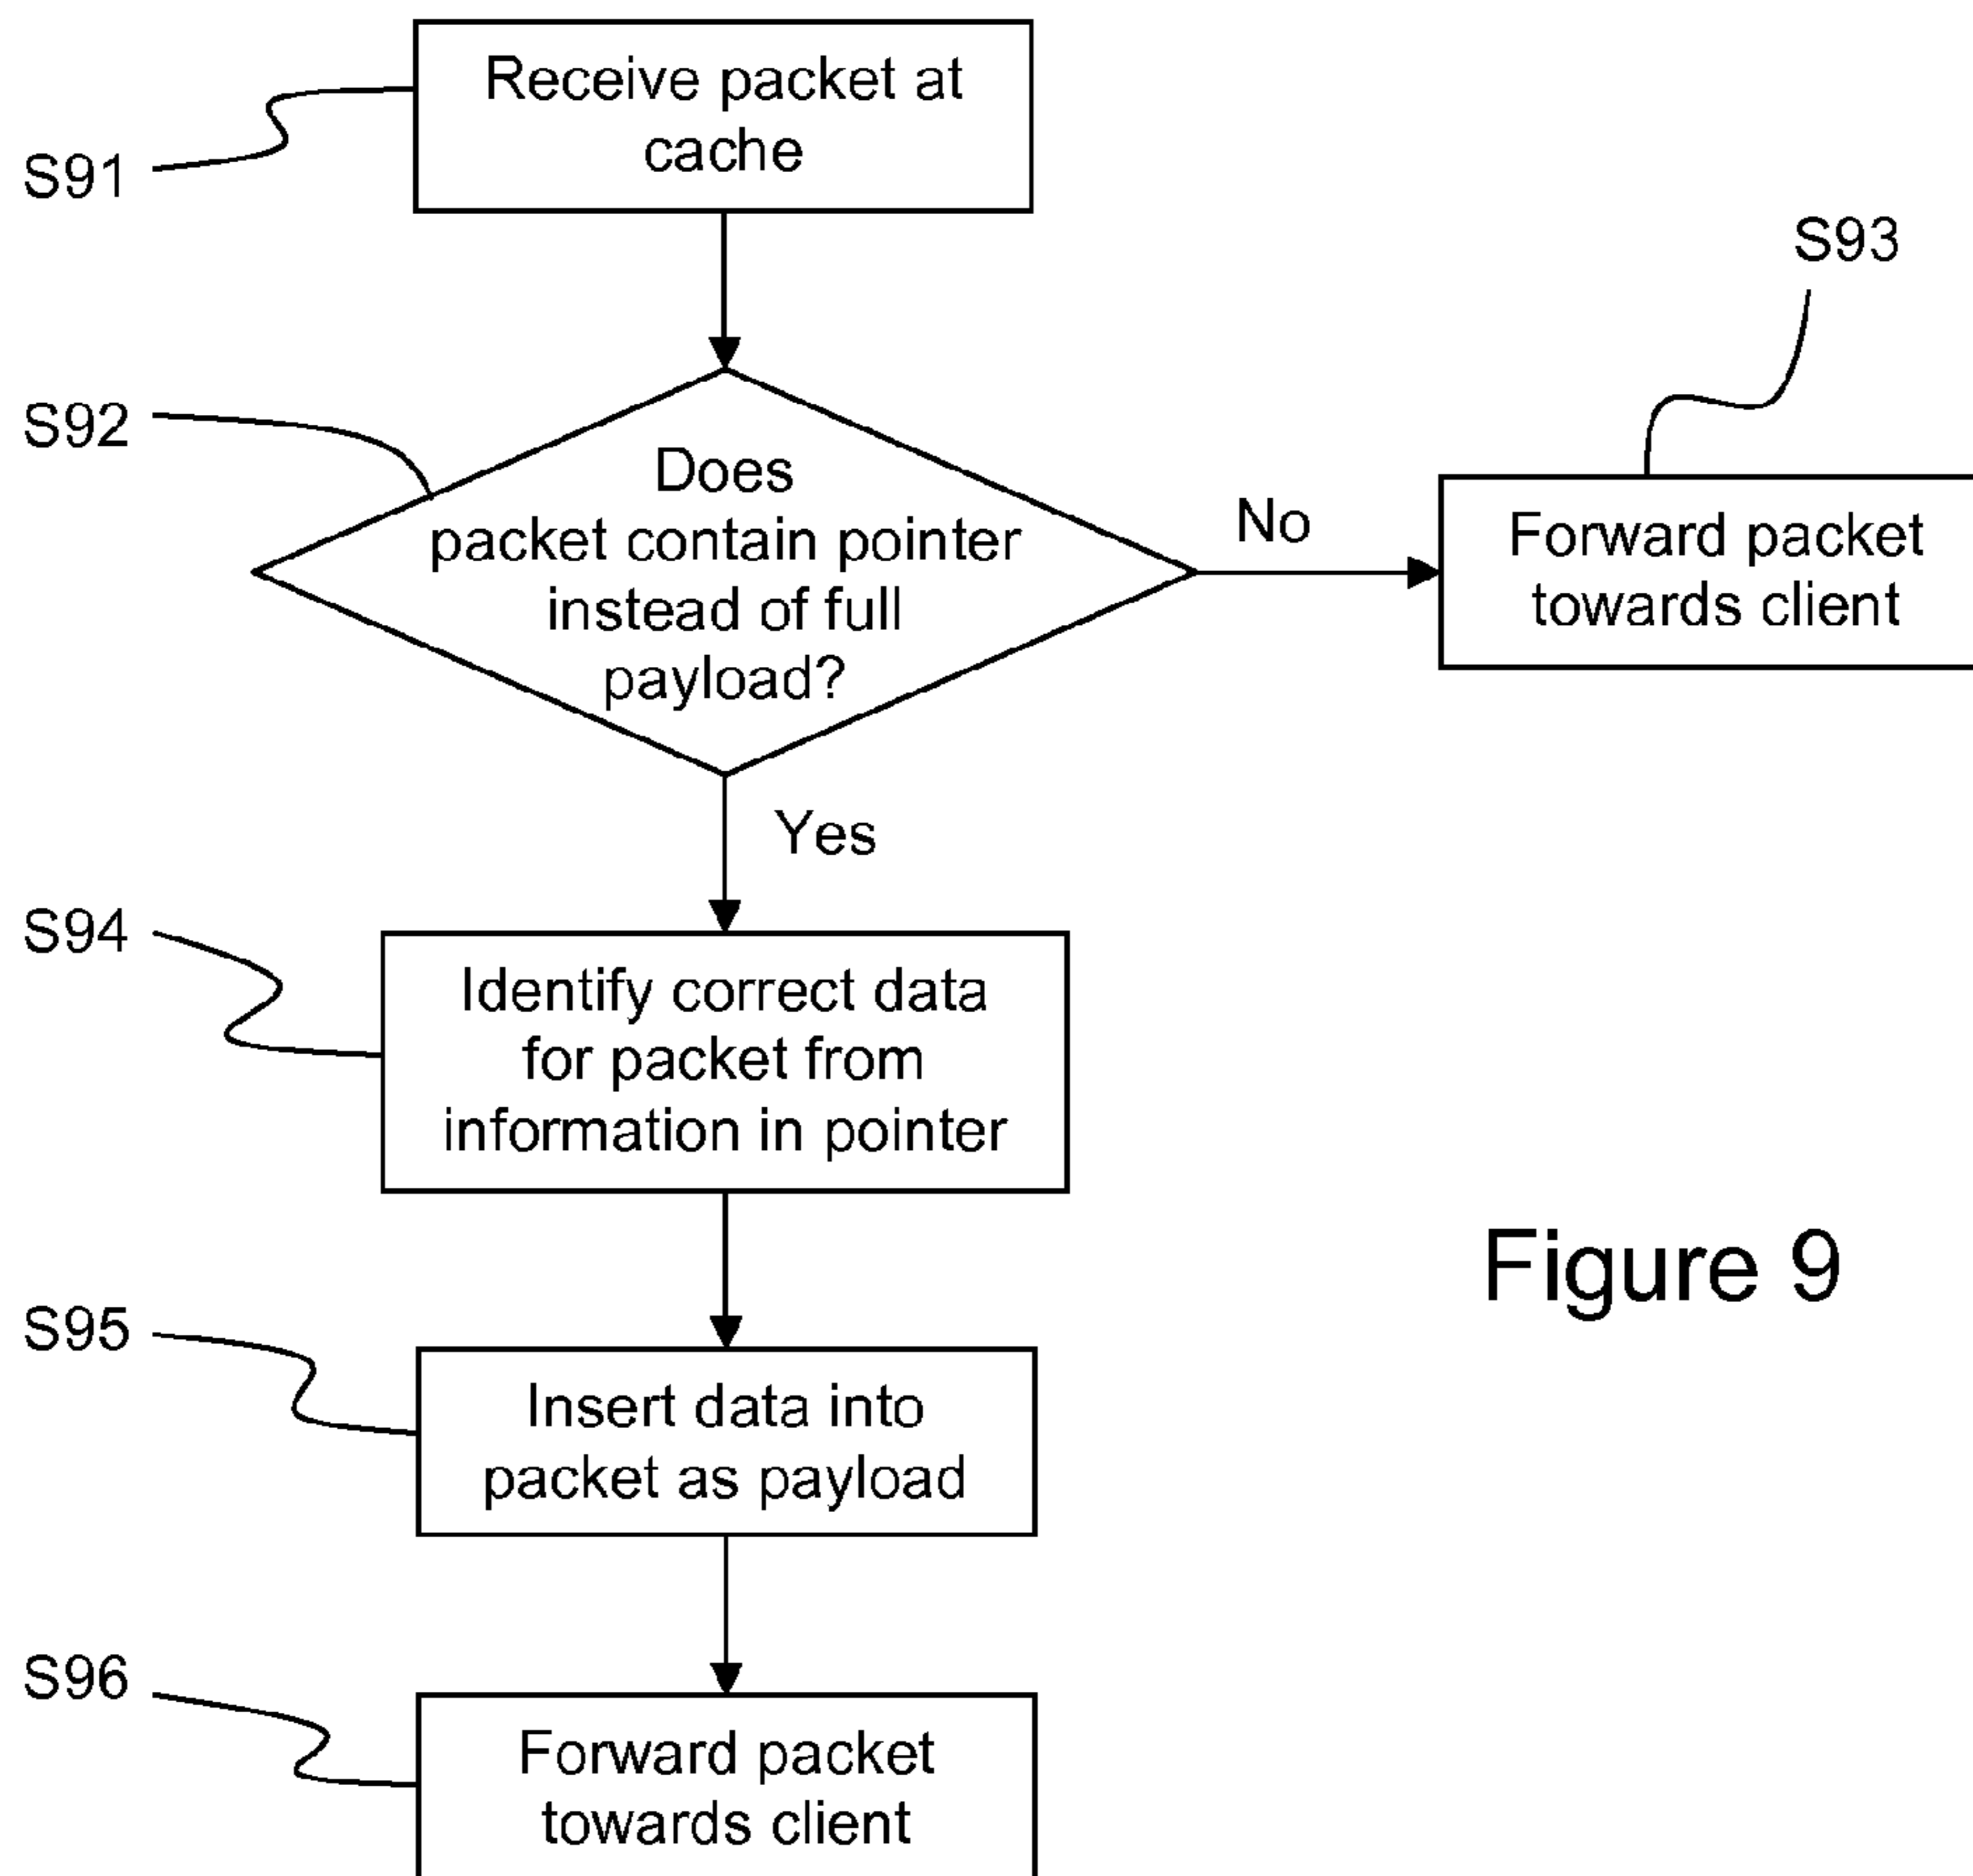 Receive packet at
cache
S91
S93
S92
Does
packet contain pointer
instead of full
payload?
No
Forward packet
towards client
Yes
S94
Identify correct data
for packet from
information in pointer
Figure 9
S95
Insert data into
packet as payload
S96
Forward packet
towards client